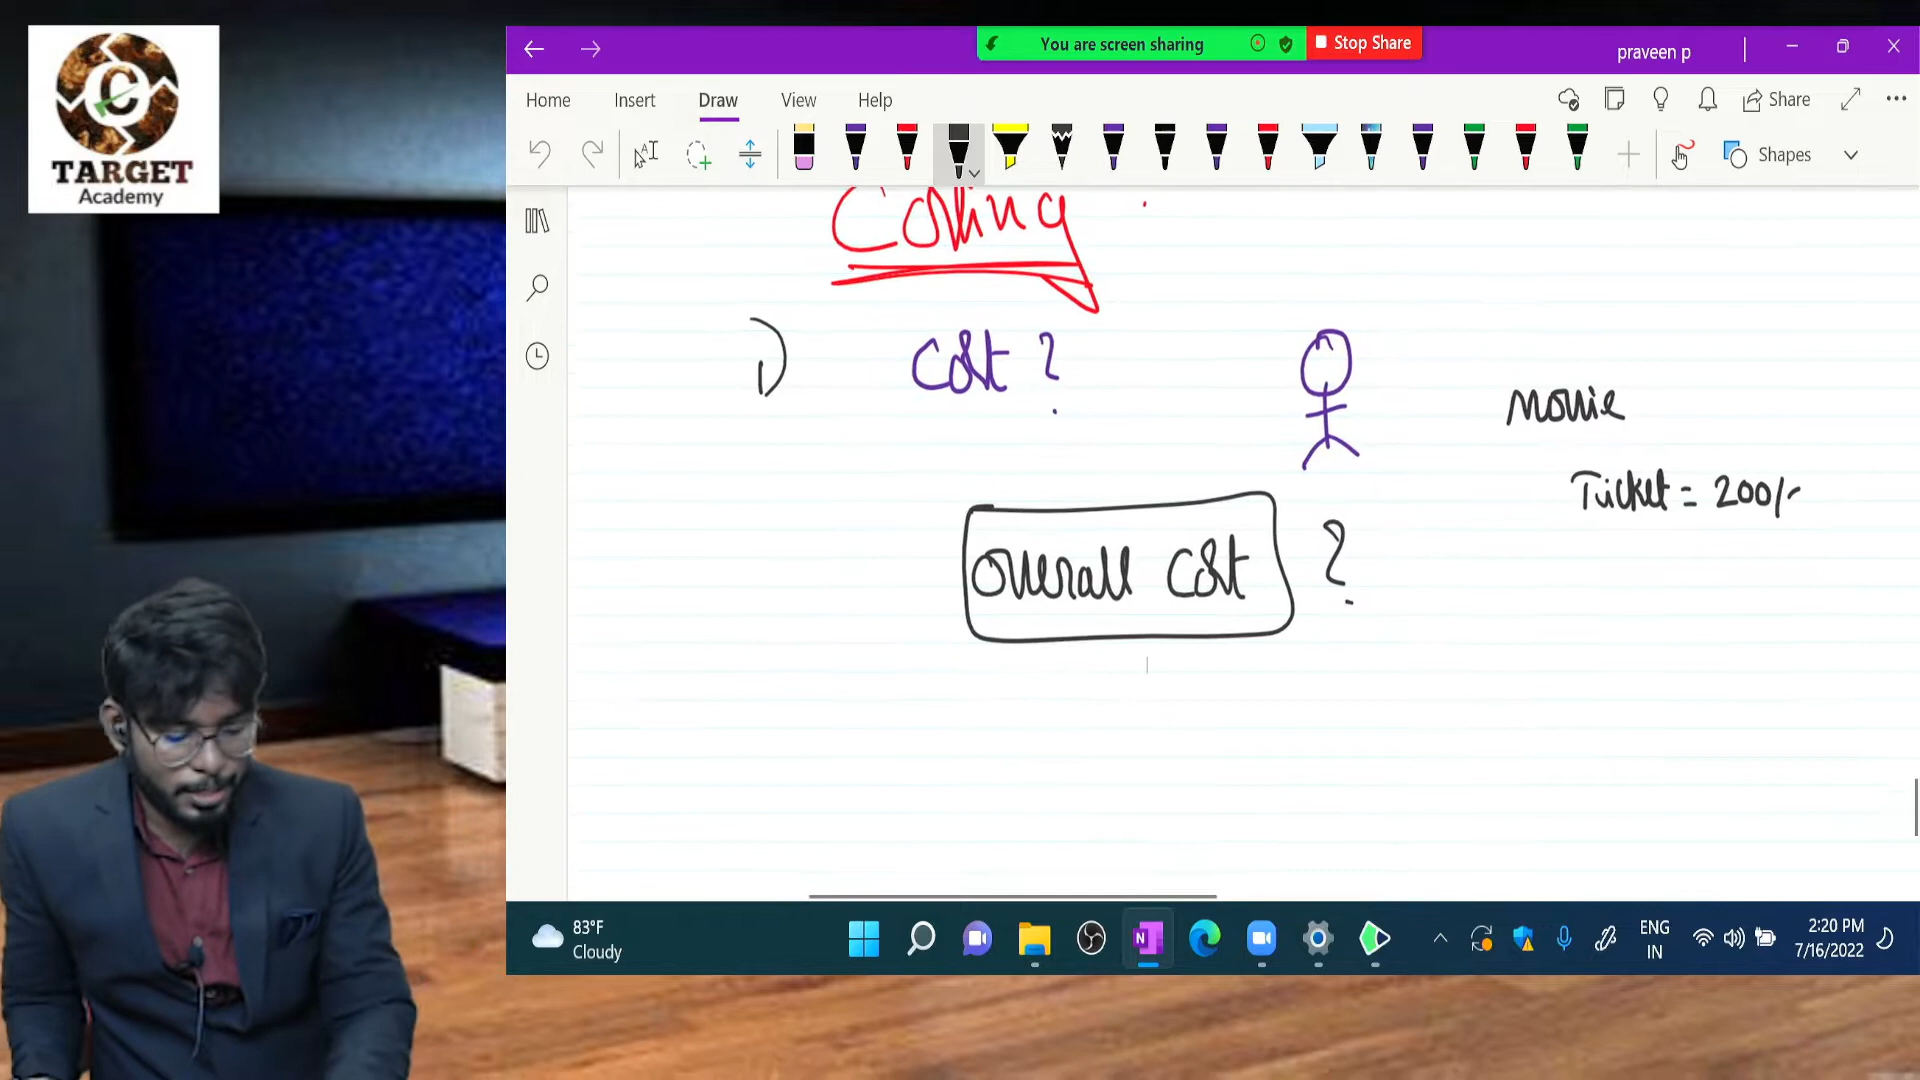 TARGET
Academy
You are screen sharing
Stop Share
praveen p
Home Insert Draw View Help
Share
Shapes
Costing
1) Cost ?
Movie
Ticket = 200/-
Overall Cost ?
83°F
Cloudy
ENG
IN
2:20 PM
7/16/2022